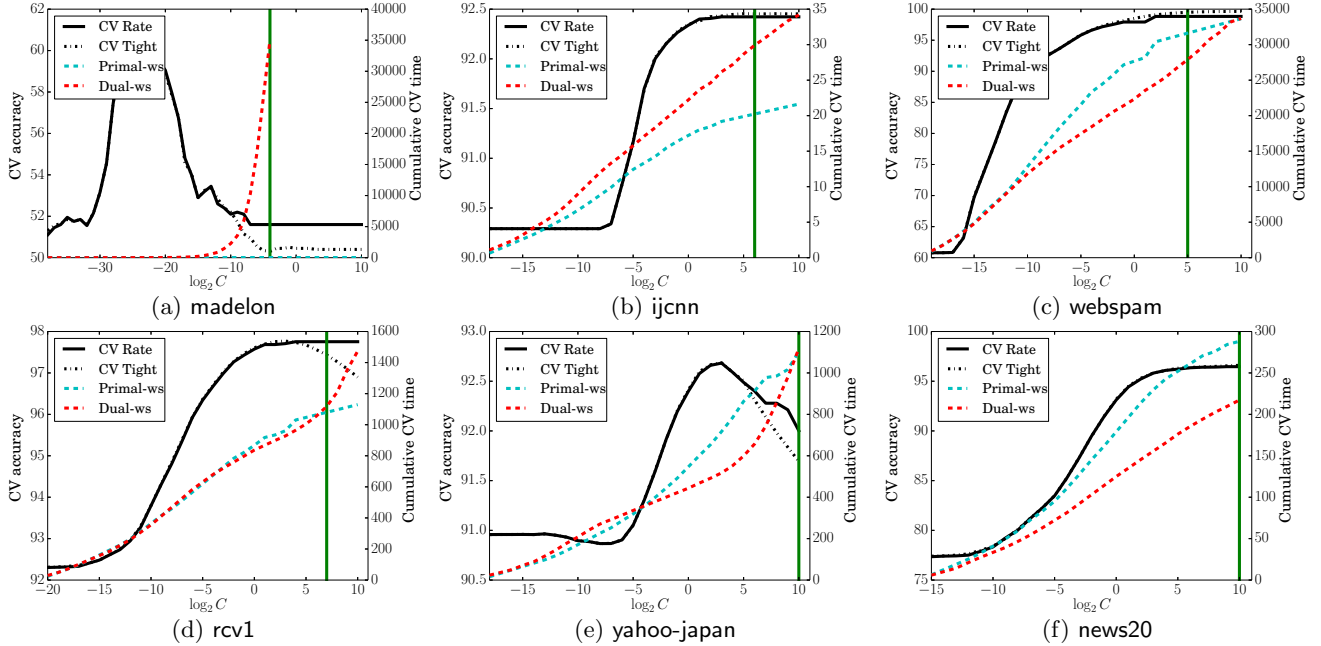 62
60
58
56
54
52
50
CV accuracy
CV Rate
CV Tight
Primal-ws
Dual-ws
40000
35000
30000
25000
20000
15000
10000
5000
0
Cumulative CV time
−30 −20 −10 0 10
log₂ C
(a) madelon
92.5
92.0
91.5
91.0
90.5
90.0
CV accuracy
CV Rate
CV Tight
Primal-ws
Dual-ws
35
30
25
20
15
10
5
0
Cumulative CV time
−15 −10 −5 0 5 10
log₂ C
(b) ijcnn
100
95
90
85
80
75
70
65
60
CV accuracy
CV Rate
CV Tight
Primal-ws
Dual-ws
35000
30000
25000
20000
15000
10000
5000
0
Cumulative CV time
−15 −10 −5 0 5 10
log₂ C
(c) webspam
98
97
96
95
94
93
92
CV accuracy
CV Rate
CV Tight
Primal-ws
Dual-ws
1600
1400
1200
1000
800
600
400
200
0
Cumulative CV time
−20 −15 −10 −5 0 5 10
log₂ C
(d) rcv1
93.0
92.5
92.0
91.5
91.0
90.5
CV accuracy
CV Rate
CV Tight
Primal-ws
Dual-ws
1200
1000
800
600
400
200
0
Cumulative CV time
−15 −10 −5 0 5 10
log₂ C
(e) yahoo-japan
100
95
90
85
80
75
CV accuracy
CV Rate
CV Tight
Primal-ws
Dual-ws
300
250
200
150
100
50
0
Cumulative CV time
−15 −10 −5 0 5 10
log₂ C
(f) news20